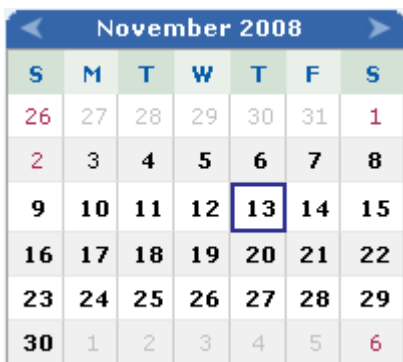 November 2008
S M T W T F S
26 27 28 29 30 31 1
2 3 4 5 6 7 8
9 10 11 12 13 14 15
16 17 18 19 20 21 22
23 24 25 26 27 28 29
30 1 2 3 4 5 6